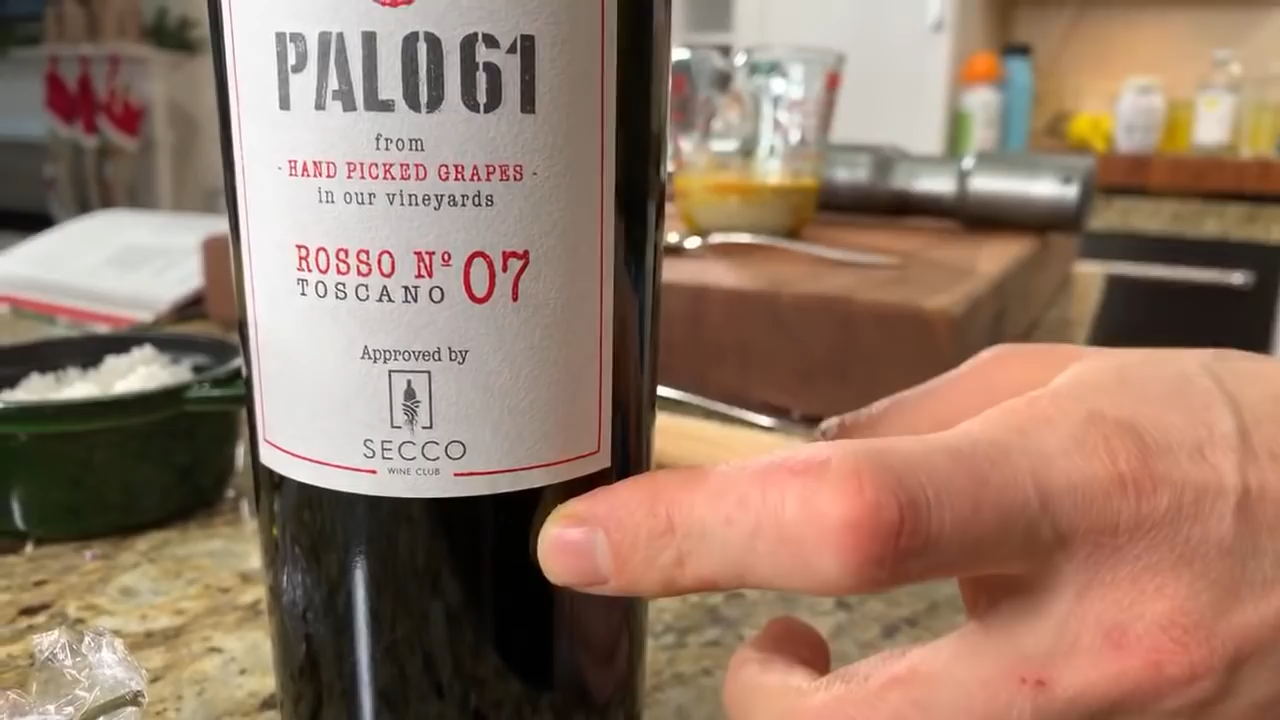 PALO61
from
- HAND PICKED GRAPES -
in our vineyards
ROSSO Nº 07
TOSCANO
Approved by
SECCO
WINE CLUB